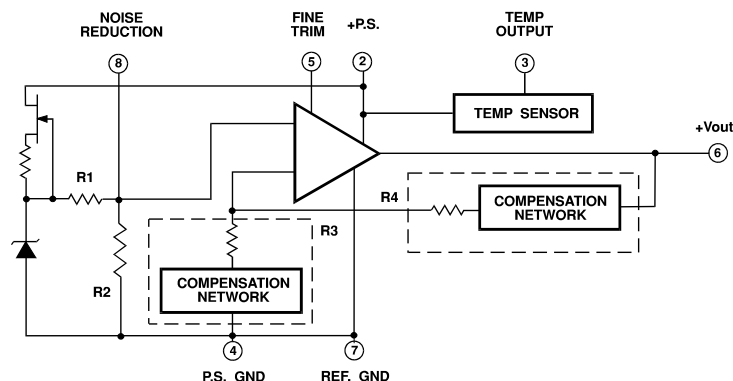 NOISE
REDUCTION
FINE
TRIM
+P.S.
TEMP
OUTPUT
8
5
2
3
TEMP SENSOR
+Vout
6
R1
R4
COMPENSATION
NETWORK
R3
R2
COMPENSATION
NETWORK
4
7
P.S. GND
REF. GND